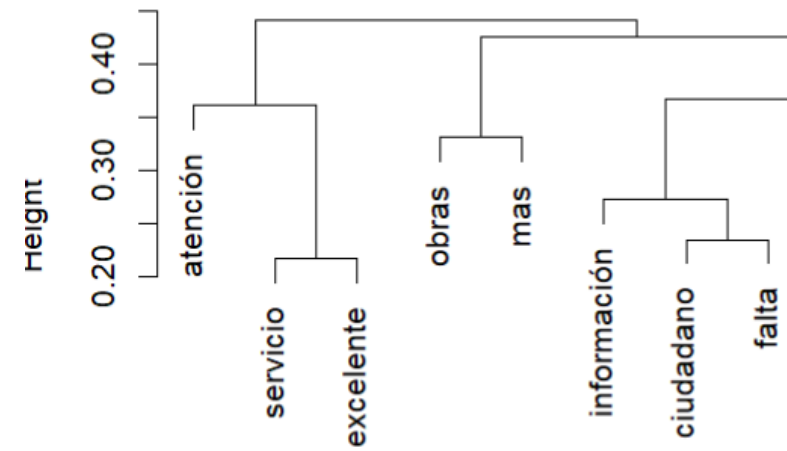 Height
0.40
0.30
0.20
atención
servicio
excelente
obras
mas
información
ciudadano
falta